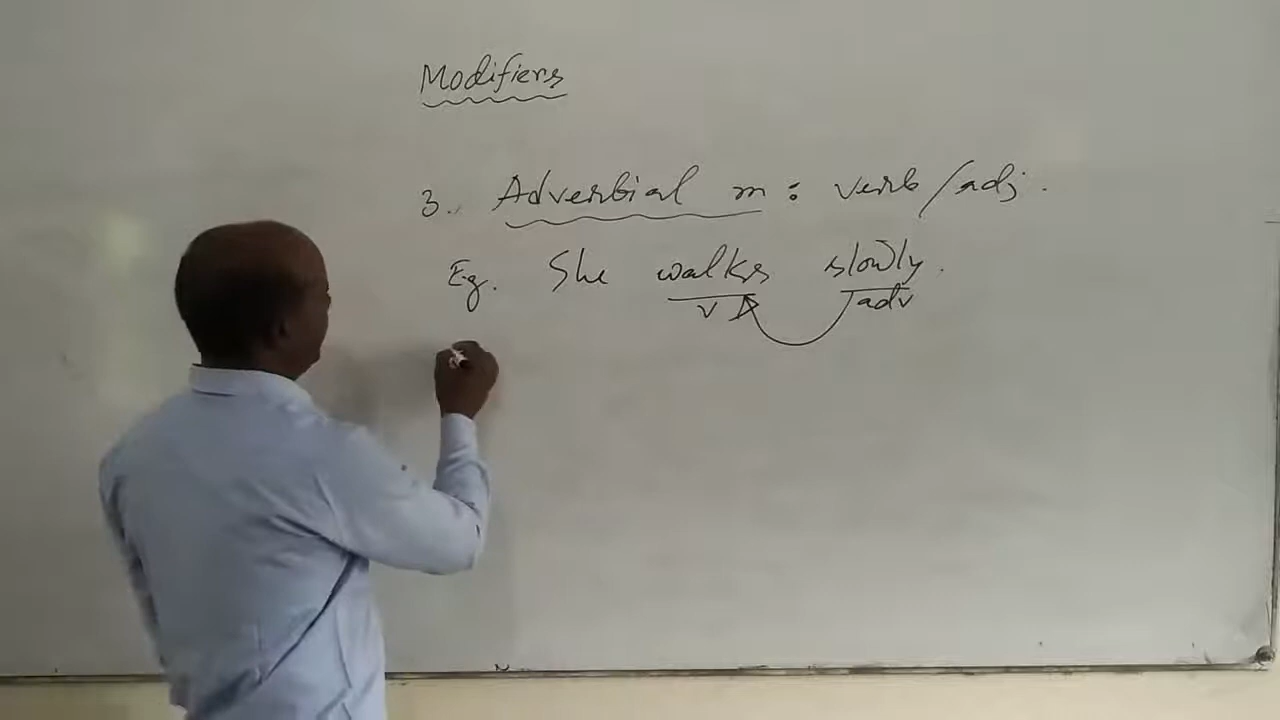 Modifiers
3. Adverbial m : verb/adj.
Eg. She walks slowly.
v adv